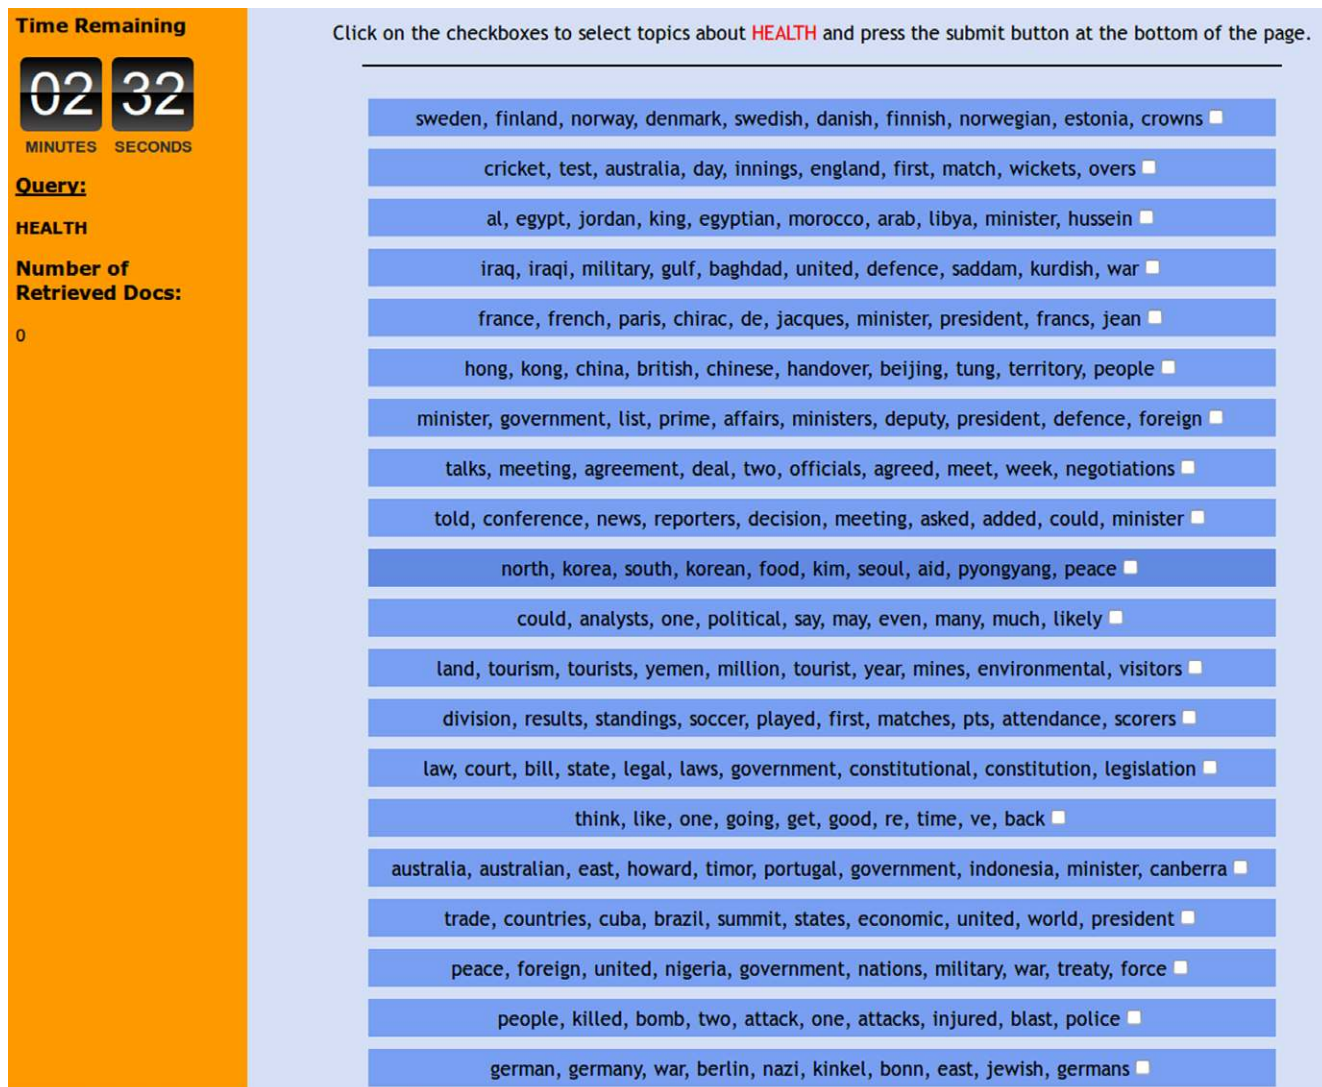 Time Remaining
02 32
MINUTES SECONDS
Query:
HEALTH
Number of
Retrieved Docs:
0
Click on the checkboxes to select topics about HEALTH and press the submit button at the bottom of the page.
sweden, finland, norway, denmark, swedish, danish, finnish, norwegian, estonia, crowns
cricket, test, australia, day, innings, england, first, match, wickets, overs
al, egypt, jordan, king, egyptian, morocco, arab, libya, minister, hussein
iraq, iraqi, military, gulf, baghdad, united, defence, saddam, kurdish, war
france, french, paris, chirac, de, jacques, minister, president, francs, jean
hong, kong, china, british, chinese, handover, beijing, tung, territory, people
minister, government, list, prime, affairs, ministers, deputy, president, defence, foreign
talks, meeting, agreement, deal, two, officials, agreed, meet, week, negotiations
told, conference, news, reporters, decision, meeting, asked, added, could, minister
north, korea, south, korean, food, kim, seoul, aid, pyongyang, peace
could, analysts, one, political, say, may, even, many, much, likely
land, tourism, tourists, yemen, million, tourist, year, mines, environmental, visitors
division, results, standings, soccer, played, first, matches, pts, attendance, scorers
law, court, bill, state, legal, laws, government, constitutional, constitution, legislation
think, like, one, going, get, good, re, time, ve, back
australia, australian, east, howard, timor, portugal, government, indonesia, minister, canberra
trade, countries, cuba, brazil, summit, states, economic, united, world, president
peace, foreign, united, nigeria, government, nations, military, war, treaty, force
people, killed, bomb, two, attack, one, attacks, injured, blast, police
german, germany, war, berlin, nazi, kinkel, bonn, east, jewish, germans